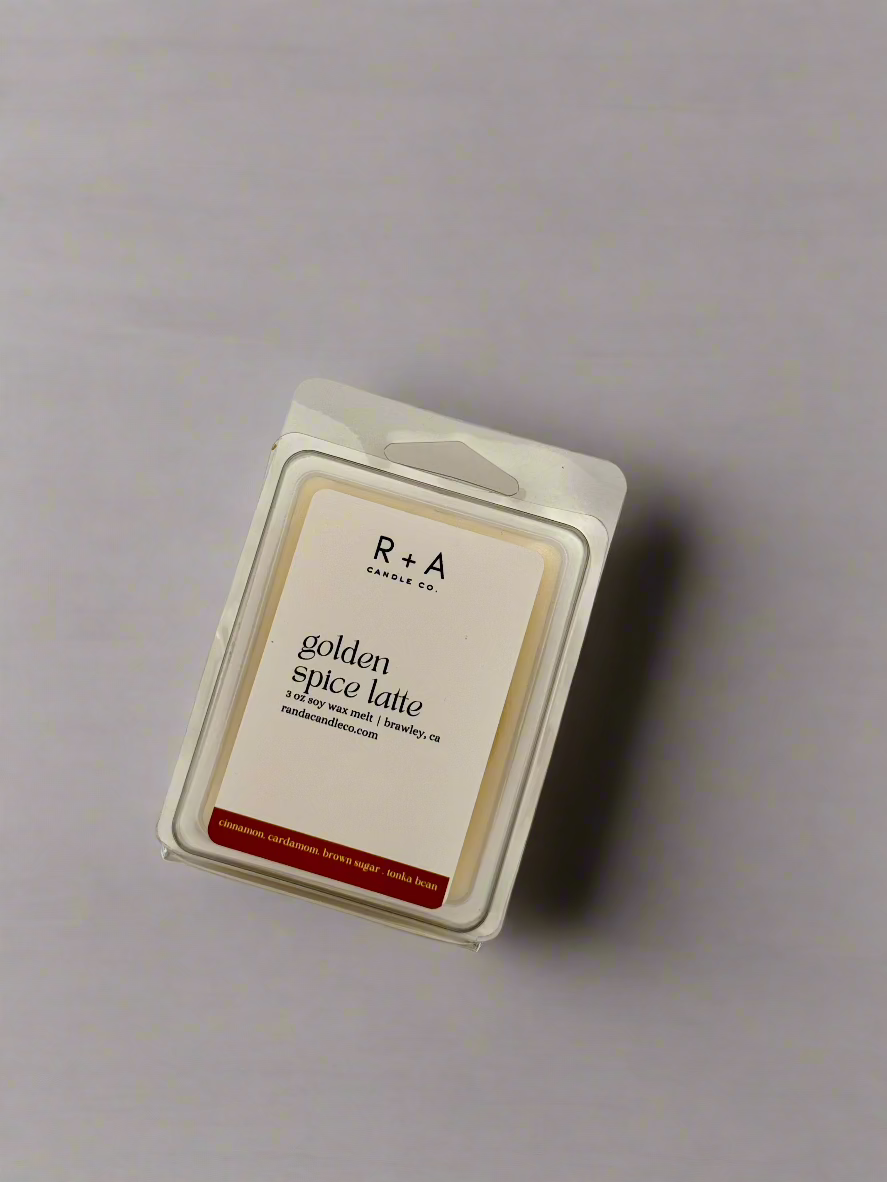 R + A
CANDLE CO.
golden
spice latte
3 oz soy wax melt | brawley, ca
randacandleco.com
cinnamon. cardamom. brown sugar . tonka bean